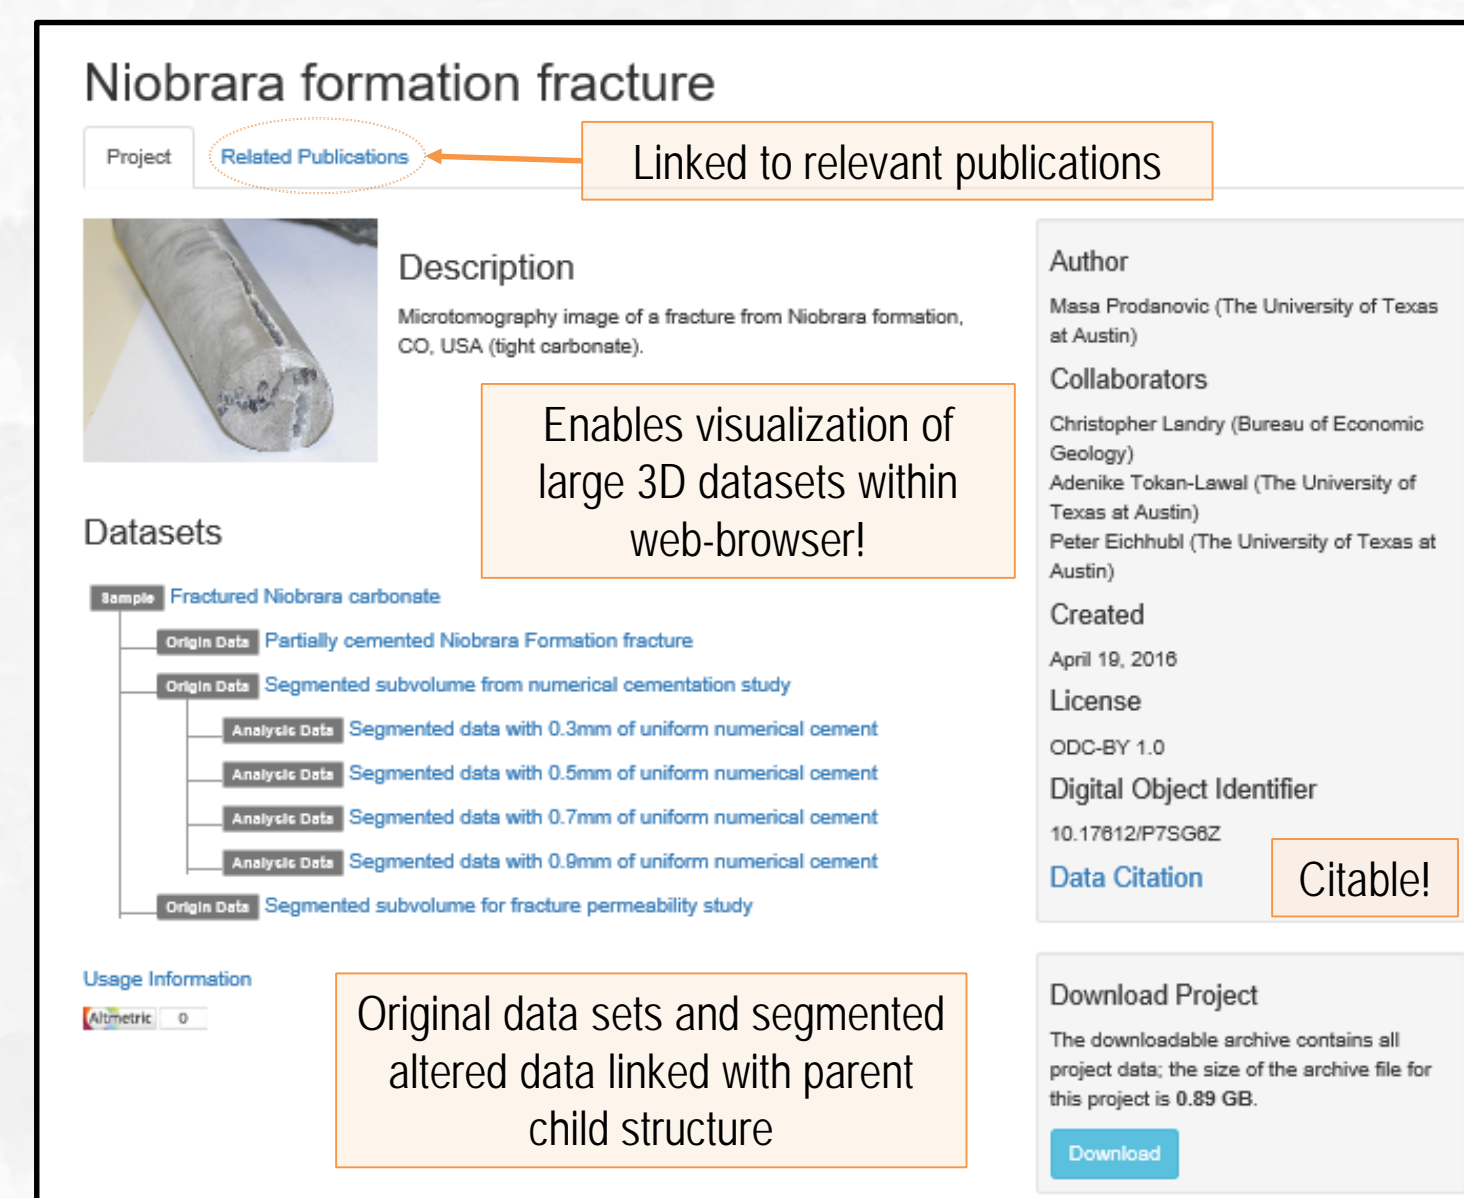 Niobrara formation fracture
Project
Related Publications
Linked to relevant publications
Description
Microtomography image of a fracture from Niobrara formation,
CO, USA (tight carbonate).
Enables visualization of
large 3D datasets within
web-browser!
Datasets
Sample Fractured Niobrara carbonate
Origin Data Partially cemented Niobrara Formation fracture
Origin Data Segmented subvolume from numerical cementation study
Analysis Data Segmented data with 0.3mm of uniform numerical cement
Analysis Data Segmented data with 0.5mm of uniform numerical cement
Analysis Data Segmented data with 0.7mm of uniform numerical cement
Analysis Data Segmented data with 0.9mm of uniform numerical cement
Origin Data Segmented subvolume for fracture permeability study
Usage Information
Altmetric 0
Original data sets and segmented
altered data linked with parent
child structure
Author
Masa Prodanovic (The University of Texas
at Austin)
Collaborators
Christopher Landry (Bureau of Economic
Geology)
Adenike Tokan-Lawal (The University of
Texas at Austin)
Peter Eichhubl (The University of Texas at
Austin)
Created
April 19, 2016
License
ODC-BY 1.0
Digital Object Identifier
10.17612/P7SG6Z
Data Citation
Citable!
Download Project
The downloadable archive contains all
project data; the size of the archive file for
this project is 0.89 GB.
Download